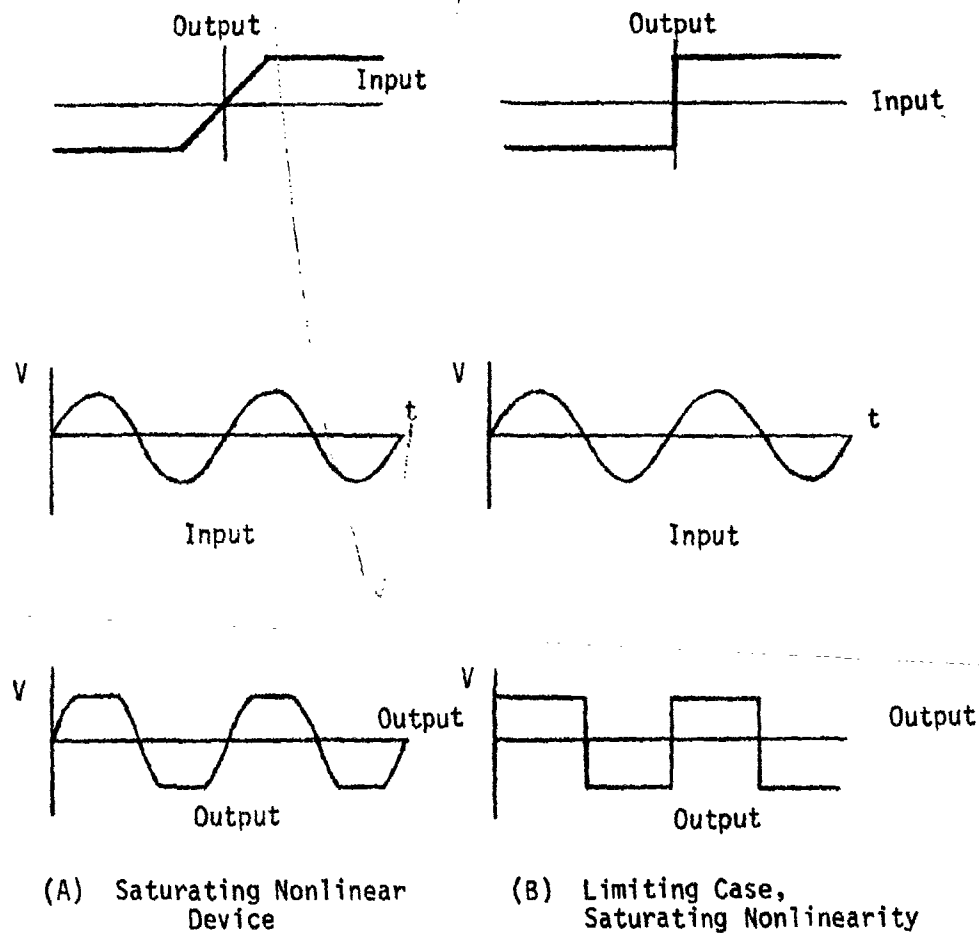 Output
Output
Input
Input
V
t
V
t
Input
Input
V
Output
V
Output
Output
Output
(A) Saturating Nonlinear
Device
(B) Limiting Case,
Saturating Nonlinearity